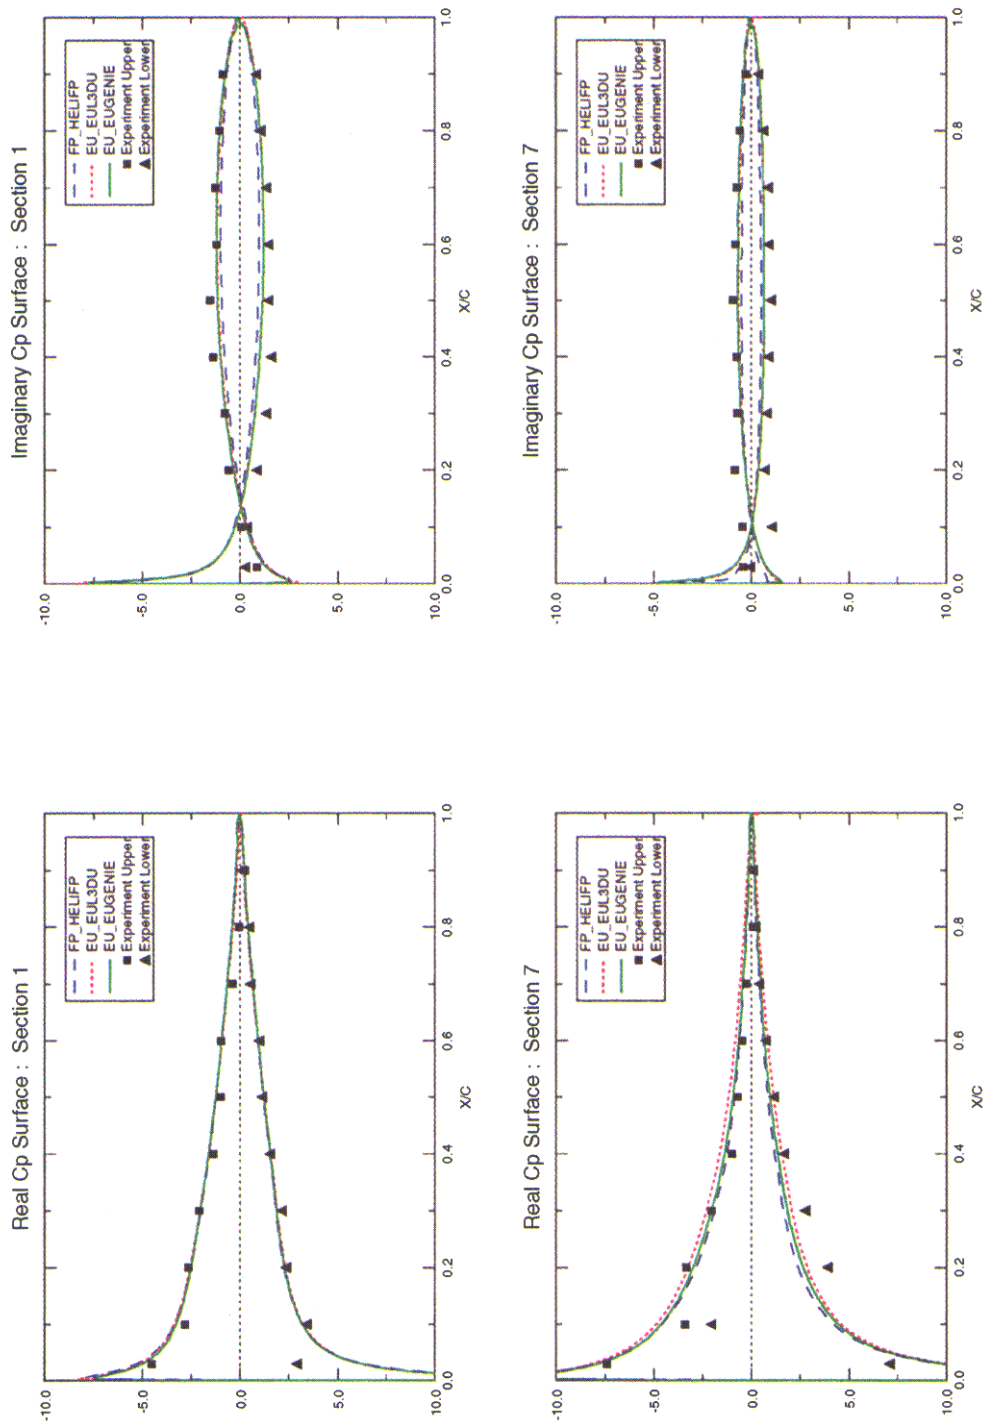 Imaginary Cp Surface : Section 1
FP_HELIFP
EU_EUL3DU
EU_EUGENIE
Experiment Upper
Experiment Lower
-10.0
-5.0
0.0
5.0
10.0
0.0 0.2 0.4 0.6 0.8 1.0
X/C
Imaginary Cp Surface : Section 7
FP_HELIFP
EU_EUL3DU
EU_EUGENIE
Experiment Upper
Experiment Lower
-10.0
-5.0
0.0
5.0
10.0
0.0 0.2 0.4 0.6 0.8 1.0
X/C
Real Cp Surface : Section 1
FP_HELIFP
EU_EUL3DU
EU_EUGENIE
Experiment Upper
Experiment Lower
-10.0
-5.0
0.0
5.0
10.0
0.0 0.2 0.4 0.6 0.8 1.0
X/C
Real Cp Surface : Section 7
FP_HELIFP
EU_EUL3DU
EU_EUGENIE
Experiment Upper
Experiment Lower
-10.0
-5.0
0.0
5.0
10.0
0.0 0.2 0.4 0.6 0.8 1.0
X/C